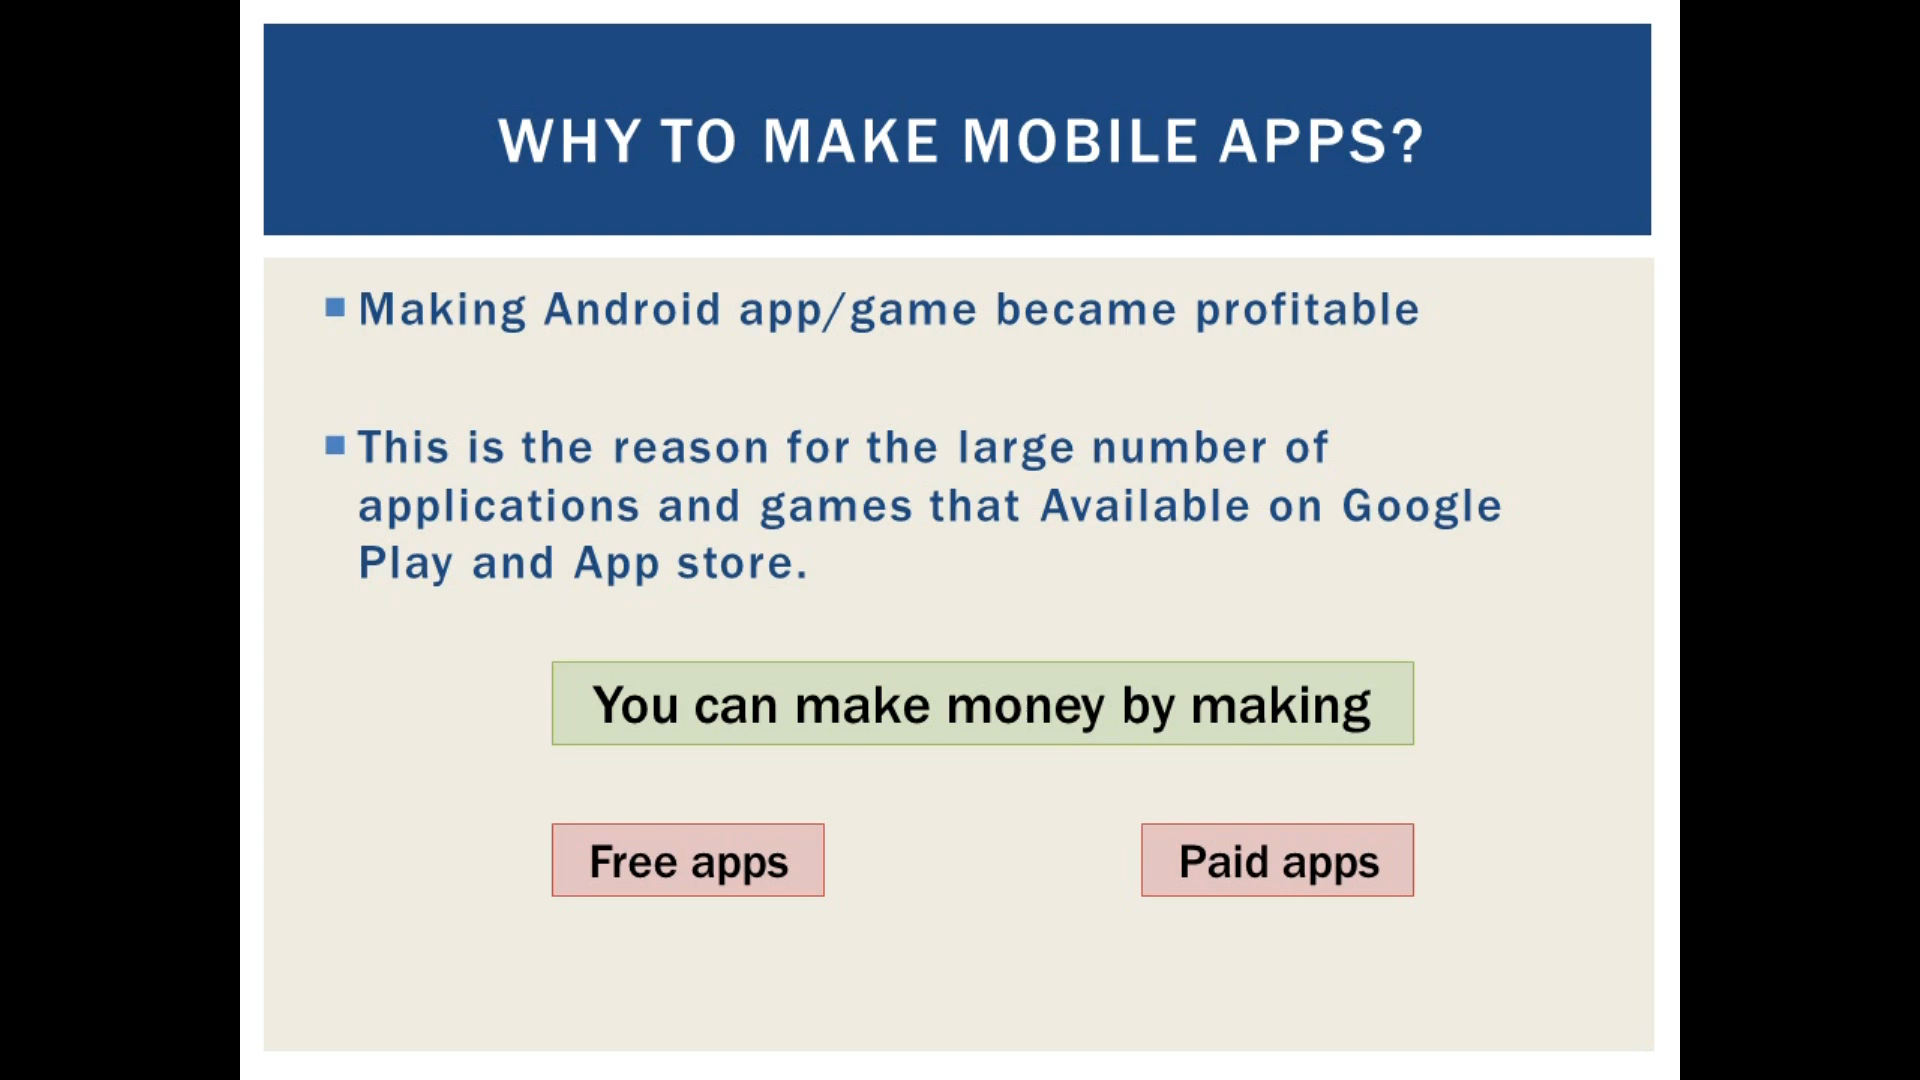 WHY TO MAKE MOBILE APPS?
Making Android app/game became profitable
This is the reason for the large number of
applications and games that Available on Google
Play and App store.
You can make money by making
Free apps
Paid apps